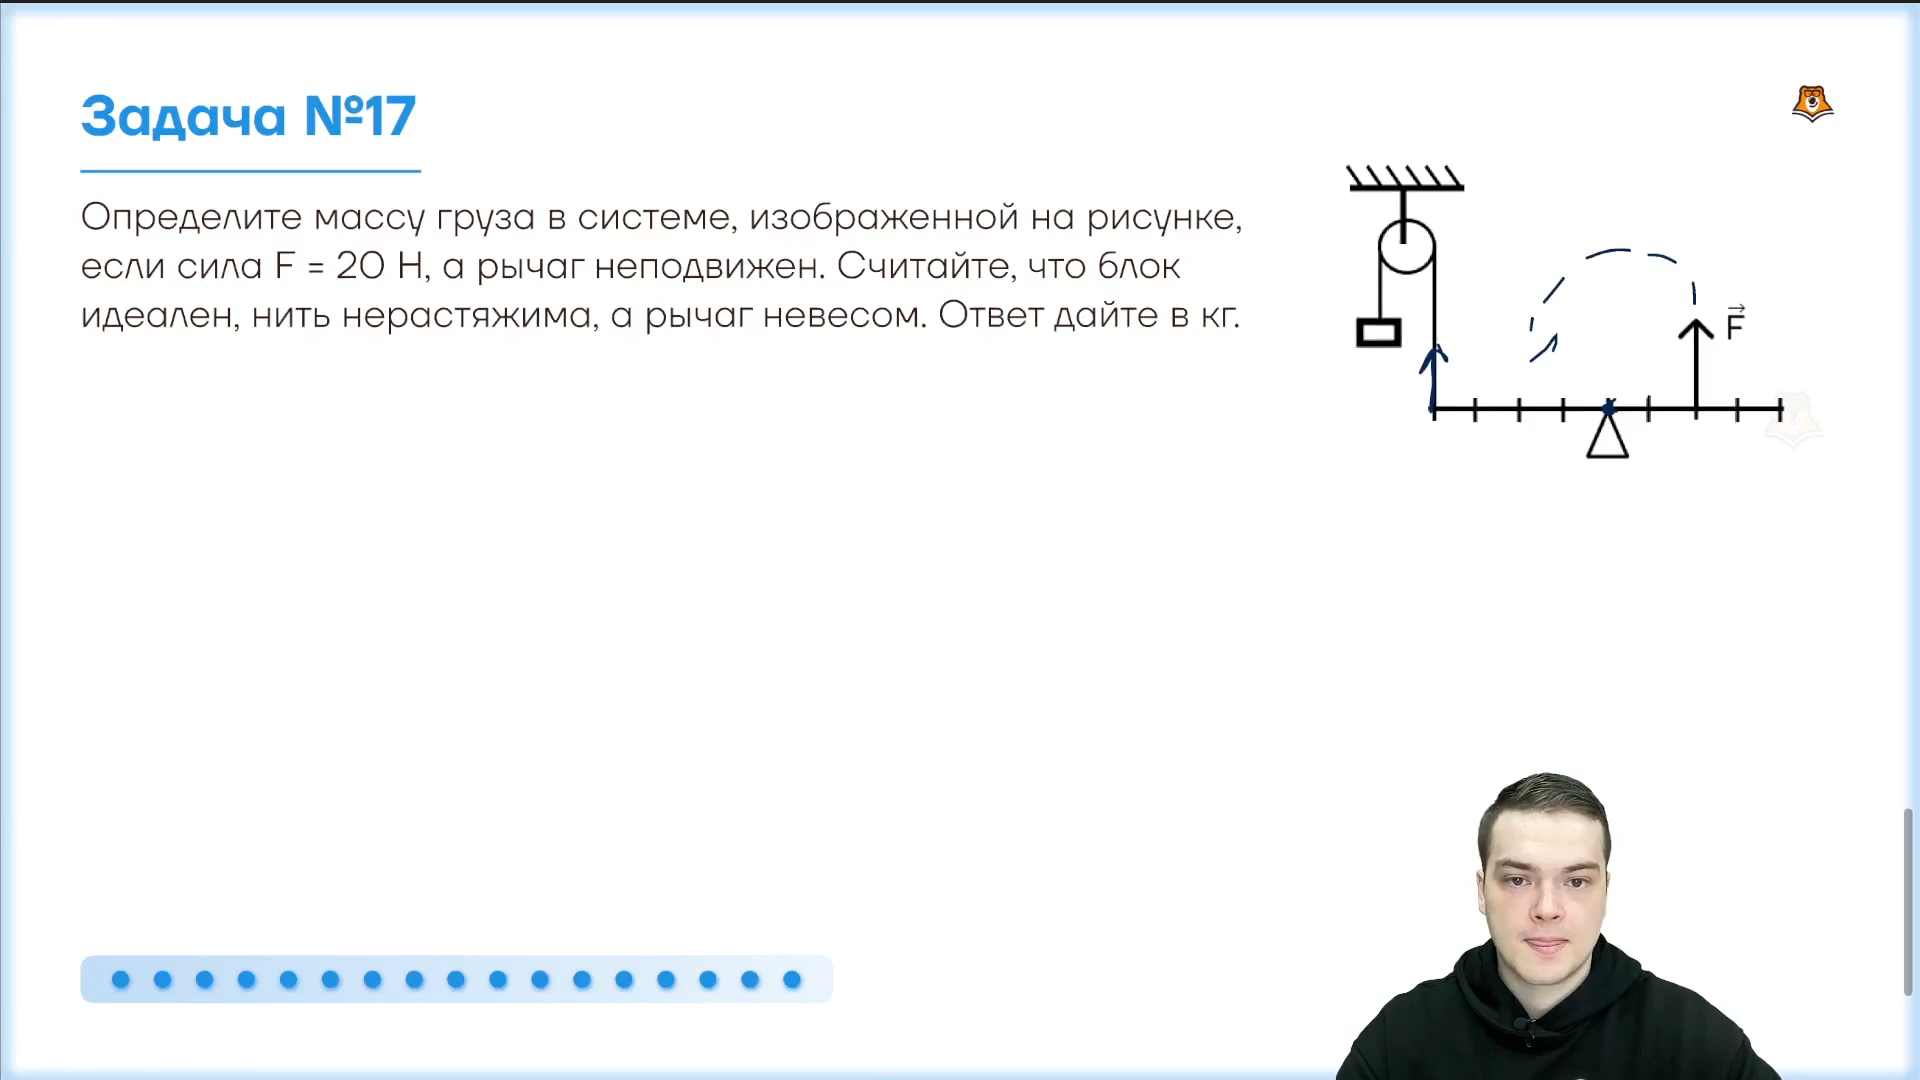 Задача №17
Определите массу груза в системе, изображенной на рисунке,
если сила F = 20 Н, а рычаг неподвижен. Считайте, что блок
идеален, нить нерастяжима, а рычаг невесом. Ответ дайте в кг.
F